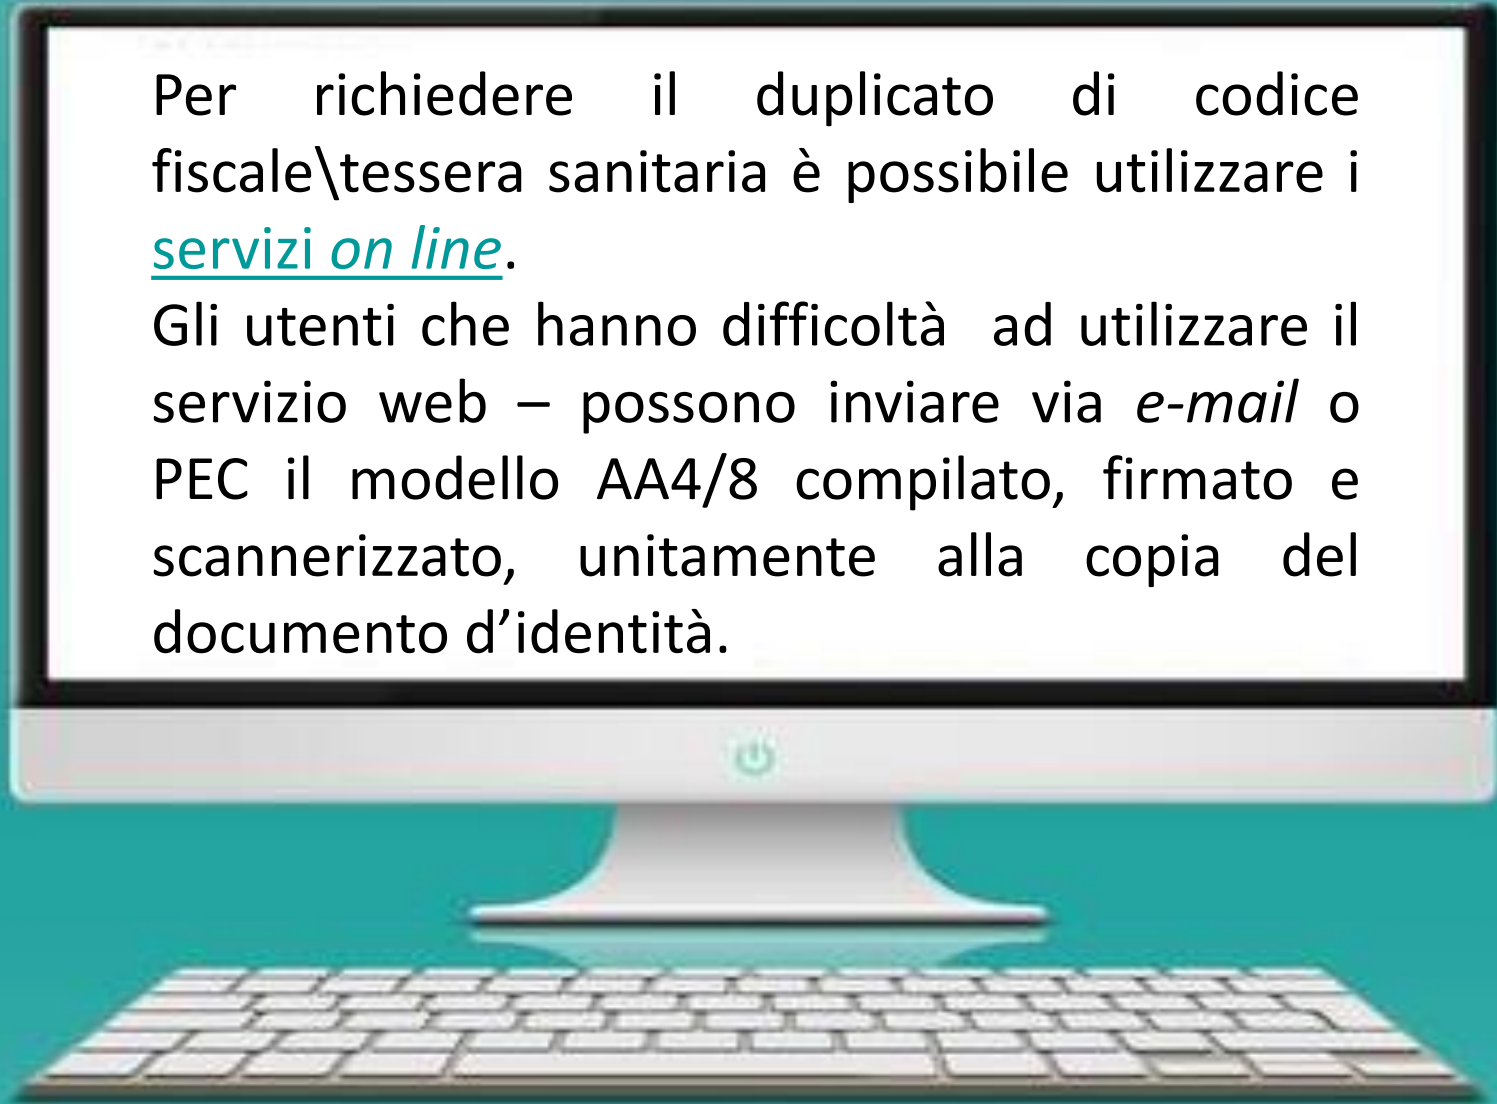 Per richiedere il duplicato di codice
fiscale\tessera sanitaria è possibile utilizzare i
servizi on line.
Gli utenti che hanno difficoltà  ad utilizzare il
servizio web – possono inviare via e-mail o
PEC il modello AA4/8 compilato, firmato e
scannerizzato, unitamente alla copia del
documento d’identità.